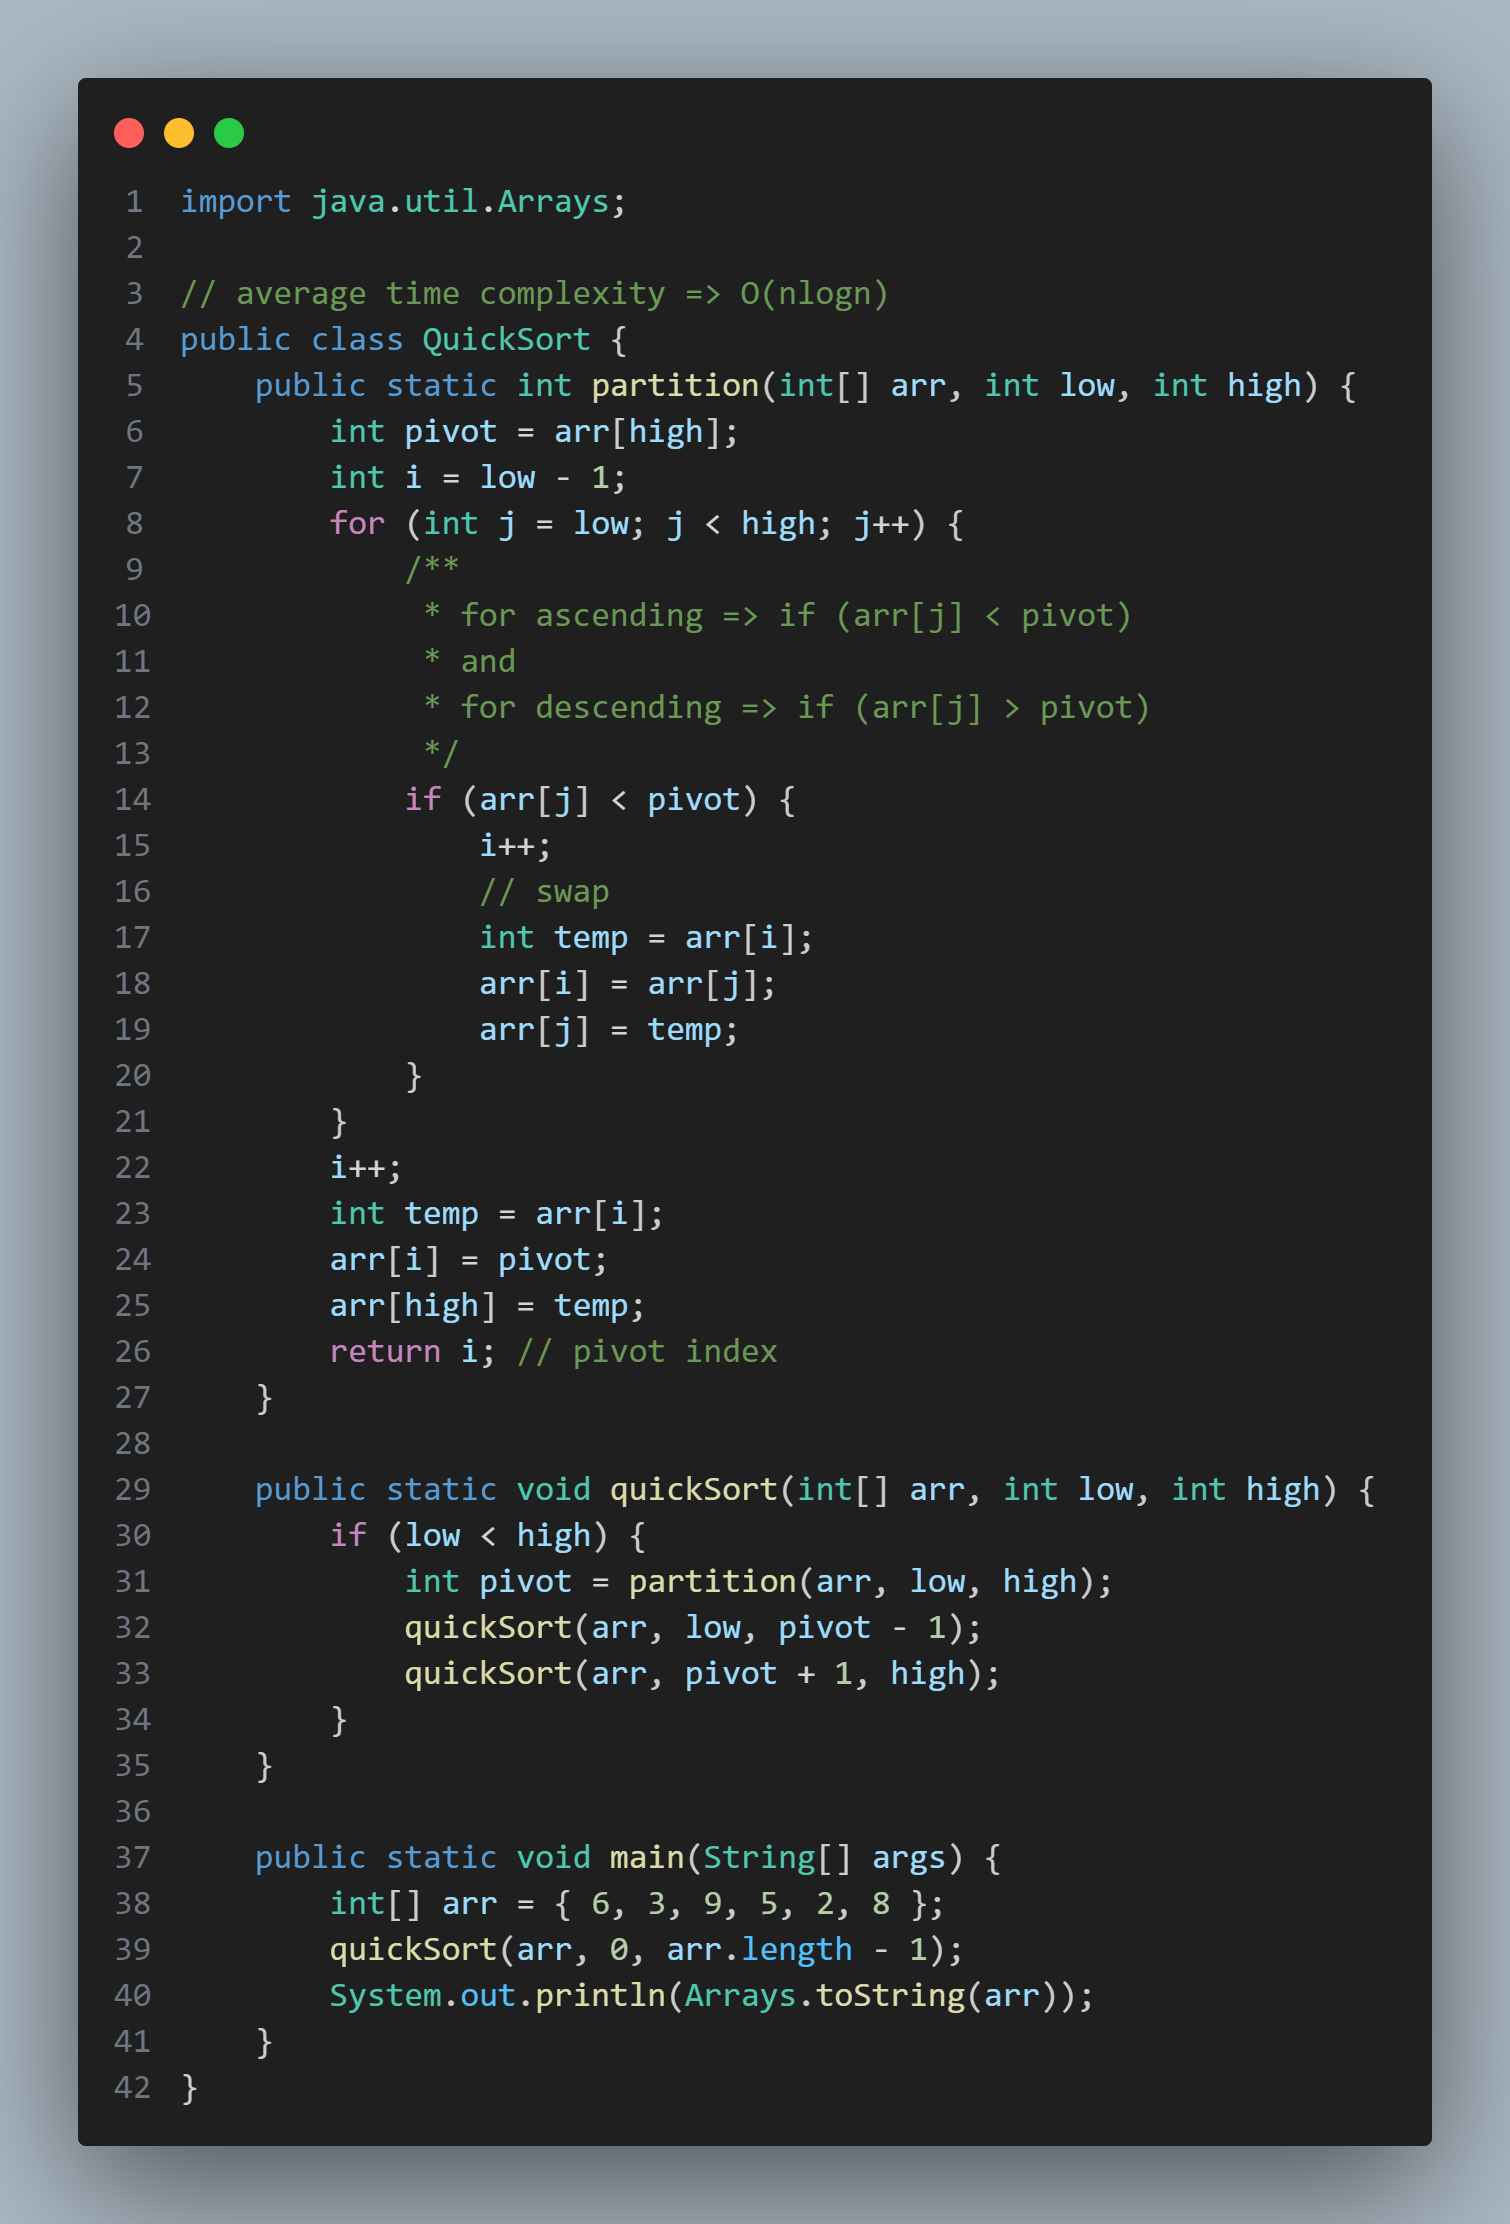 1 import java.util.Arrays;
2
3 // average time complexity => O(nlogn)
4 public class QuickSort {
5     public static int partition(int[] arr, int low, int high) {
6         int pivot = arr[high];
7         int i = low - 1;
8         for (int j = low; j < high; j++) {
9             /**
10              * for ascending => if (arr[j] < pivot)
11              * and
12              * for descending => if (arr[j] > pivot)
13              */
14             if (arr[j] < pivot) {
15                 i++;
16                 // swap
17                 int temp = arr[i];
18                 arr[i] = arr[j];
19                 arr[j] = temp;
20             }
21         }
22         i++;
23         int temp = arr[i];
24         arr[i] = pivot;
25         arr[high] = temp;
26         return i; // pivot index
27     }
28
29     public static void quickSort(int[] arr, int low, int high) {
30         if (low < high) {
31             int pivot = partition(arr, low, high);
32             quickSort(arr, low, pivot - 1);
33             quickSort(arr, pivot + 1, high);
34         }
35     }
36
37     public static void main(String[] args) {
38         int[] arr = { 6, 3, 9, 5, 2, 8 };
39         quickSort(arr, 0, arr.length - 1);
40         System.out.println(Arrays.toString(arr));
41     }
42 }